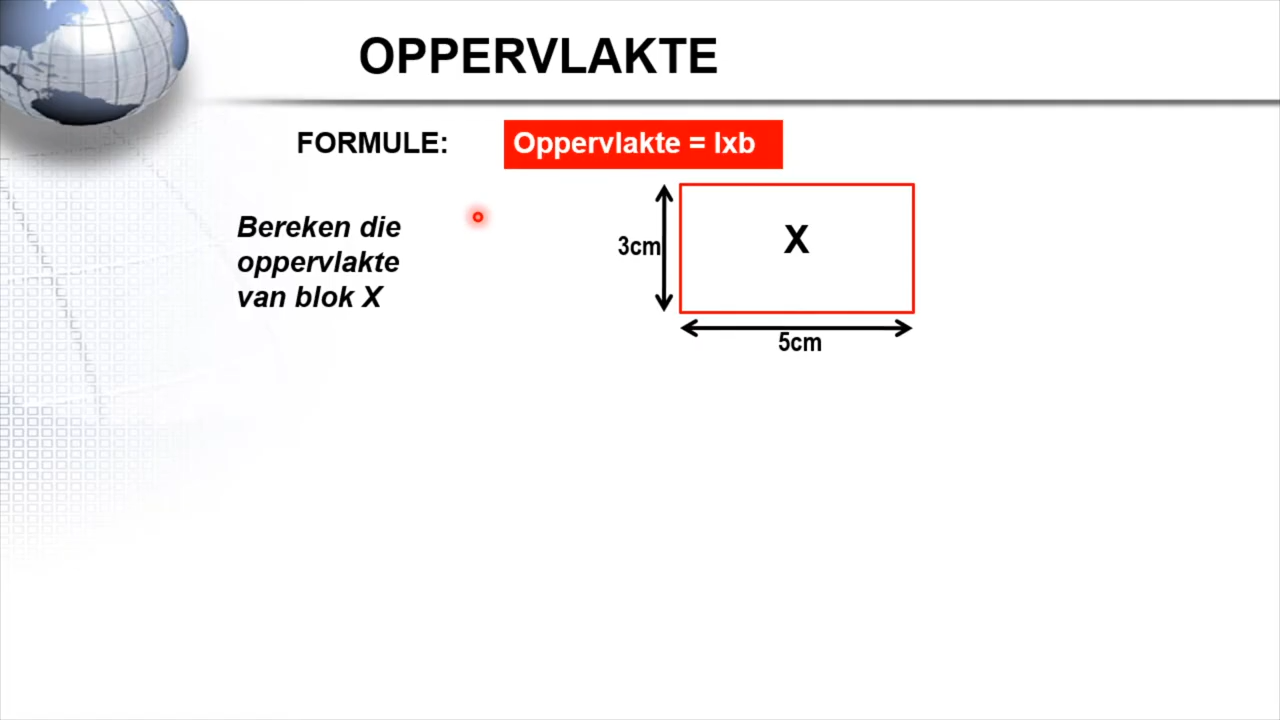 OPPERVLAKTE
FORMULE:
Oppervlakte = lxb
Bereken die
oppervlakte
van blok X
3cm
X
5cm